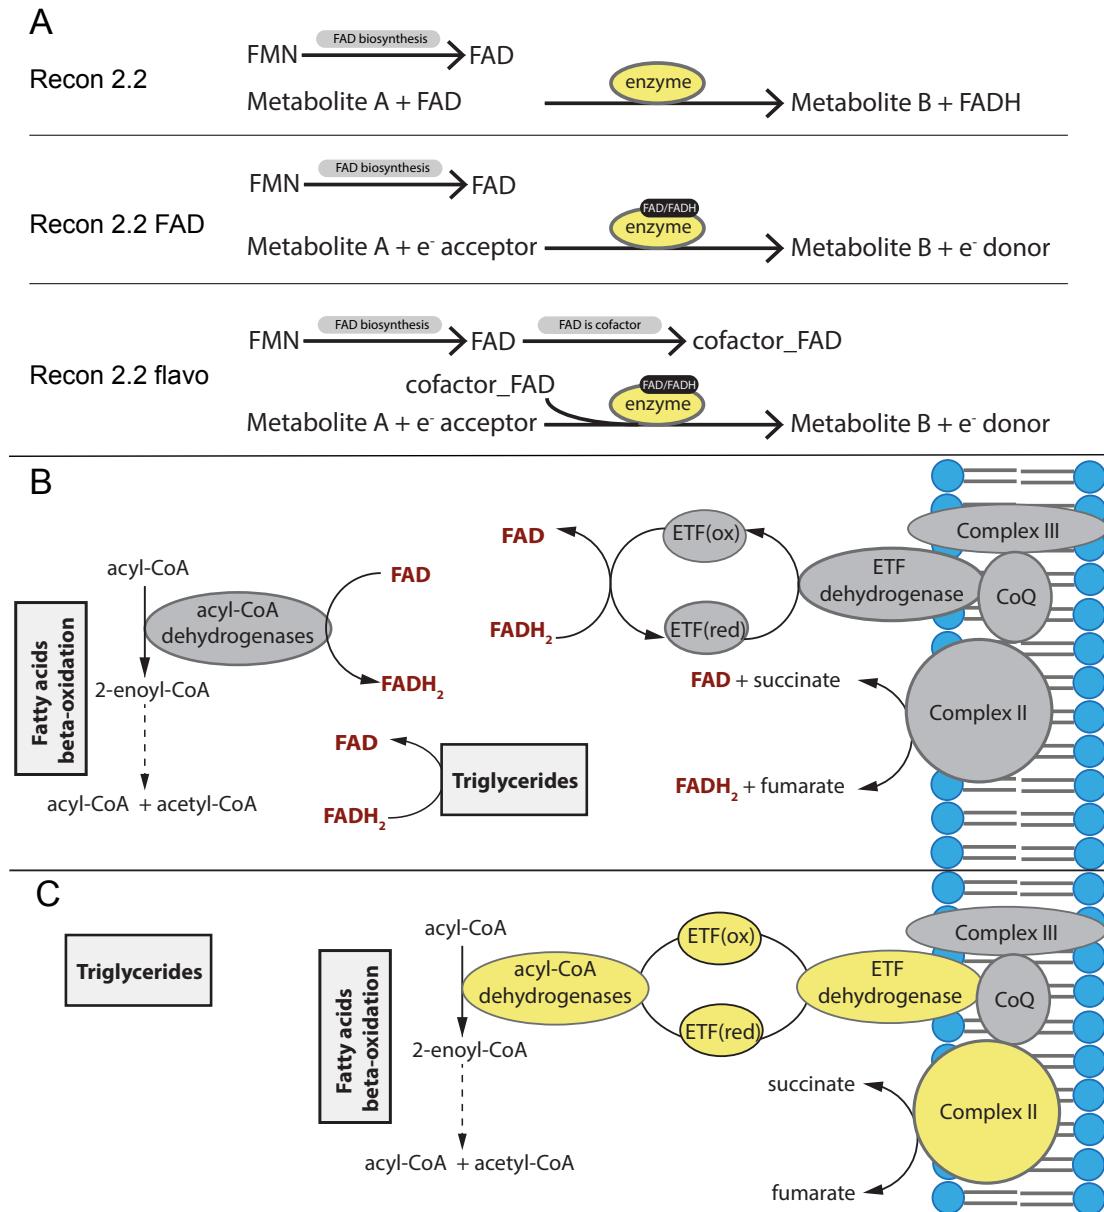 A
Recon 2.2
FMN
FAD biosynthesis
FAD
Metabolite A + FAD
enzyme
Metabolite B + FADH
Recon 2.2 FAD
FMN
FAD biosynthesis
FAD
Metabolite A + e⁻ acceptor
FAD/FADH
enzyme
Metabolite B + e⁻ donor
Recon 2.2 flavo
FMN
FAD biosynthesis
FAD
FAD is cofactor
cofactor_FAD
cofactor_FAD
Metabolite A + e⁻ acceptor
FAD/FADH
enzyme
Metabolite B + e⁻ donor
B
Fatty acids
beta-oxidation
acyl-CoA
acyl-CoA
dehydrogenases
2-enoyl-CoA
acyl-CoA + acetyl-CoA
FAD
FADH₂
FAD
FADH₂
Triglycerides
FAD
FADH₂
ETF(ox)
ETF(red)
ETF
dehydrogenase
Complex III
CoQ
Complex II
FAD + succinate
FADH₂ + fumarate
C
Triglycerides
Fatty acids
beta-oxidation
acyl-CoA
acyl-CoA
dehydrogenases
2-enoyl-CoA
acyl-CoA + acetyl-CoA
ETF(ox)
ETF(red)
ETF
dehydrogenase
Complex III
CoQ
Complex II
succinate
fumarate